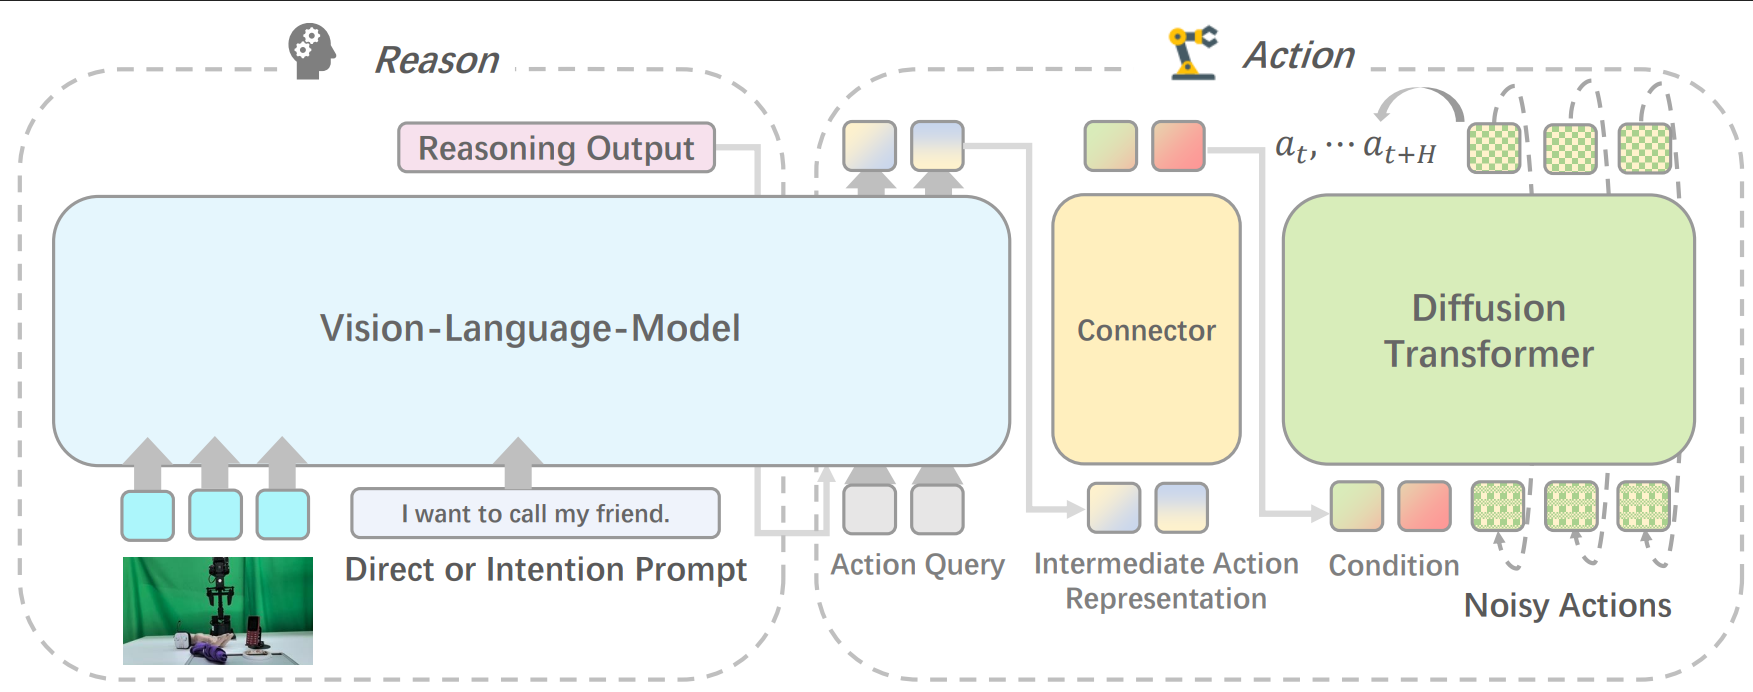 Reason
Action
Reasoning Output
a_t, ⋯ a_{t+H}
Vision-Language-Model
Connector
Diffusion
Transformer
I want to call my friend.
Direct or Intention Prompt
Action Query
Intermediate Action
Representation
Condition
Noisy Actions